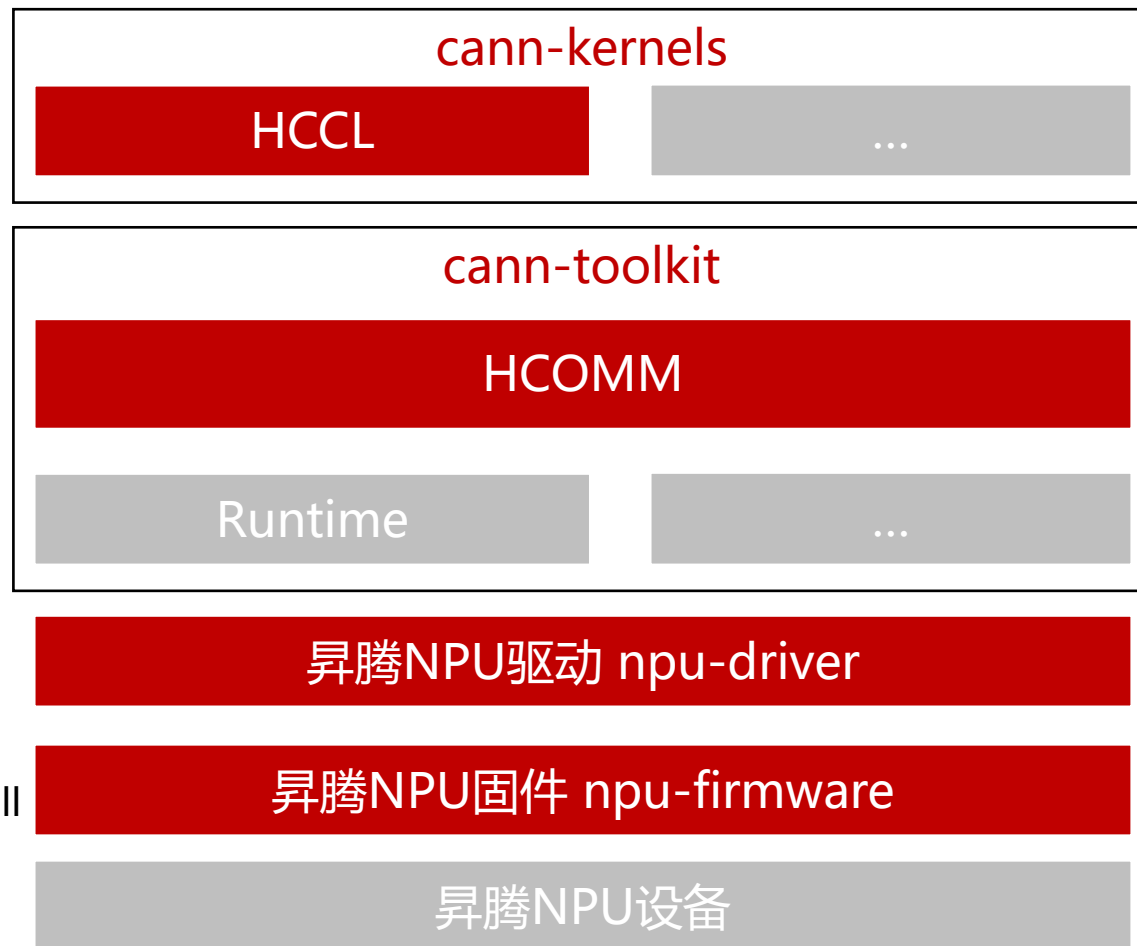 cann-kernels
HCCL
...
cann-toolkit
HCOMM
Runtime
...
昇腾NPU驱动 npu-driver
ll
昇腾NPU固件 npu-firmware
昇腾NPU设备